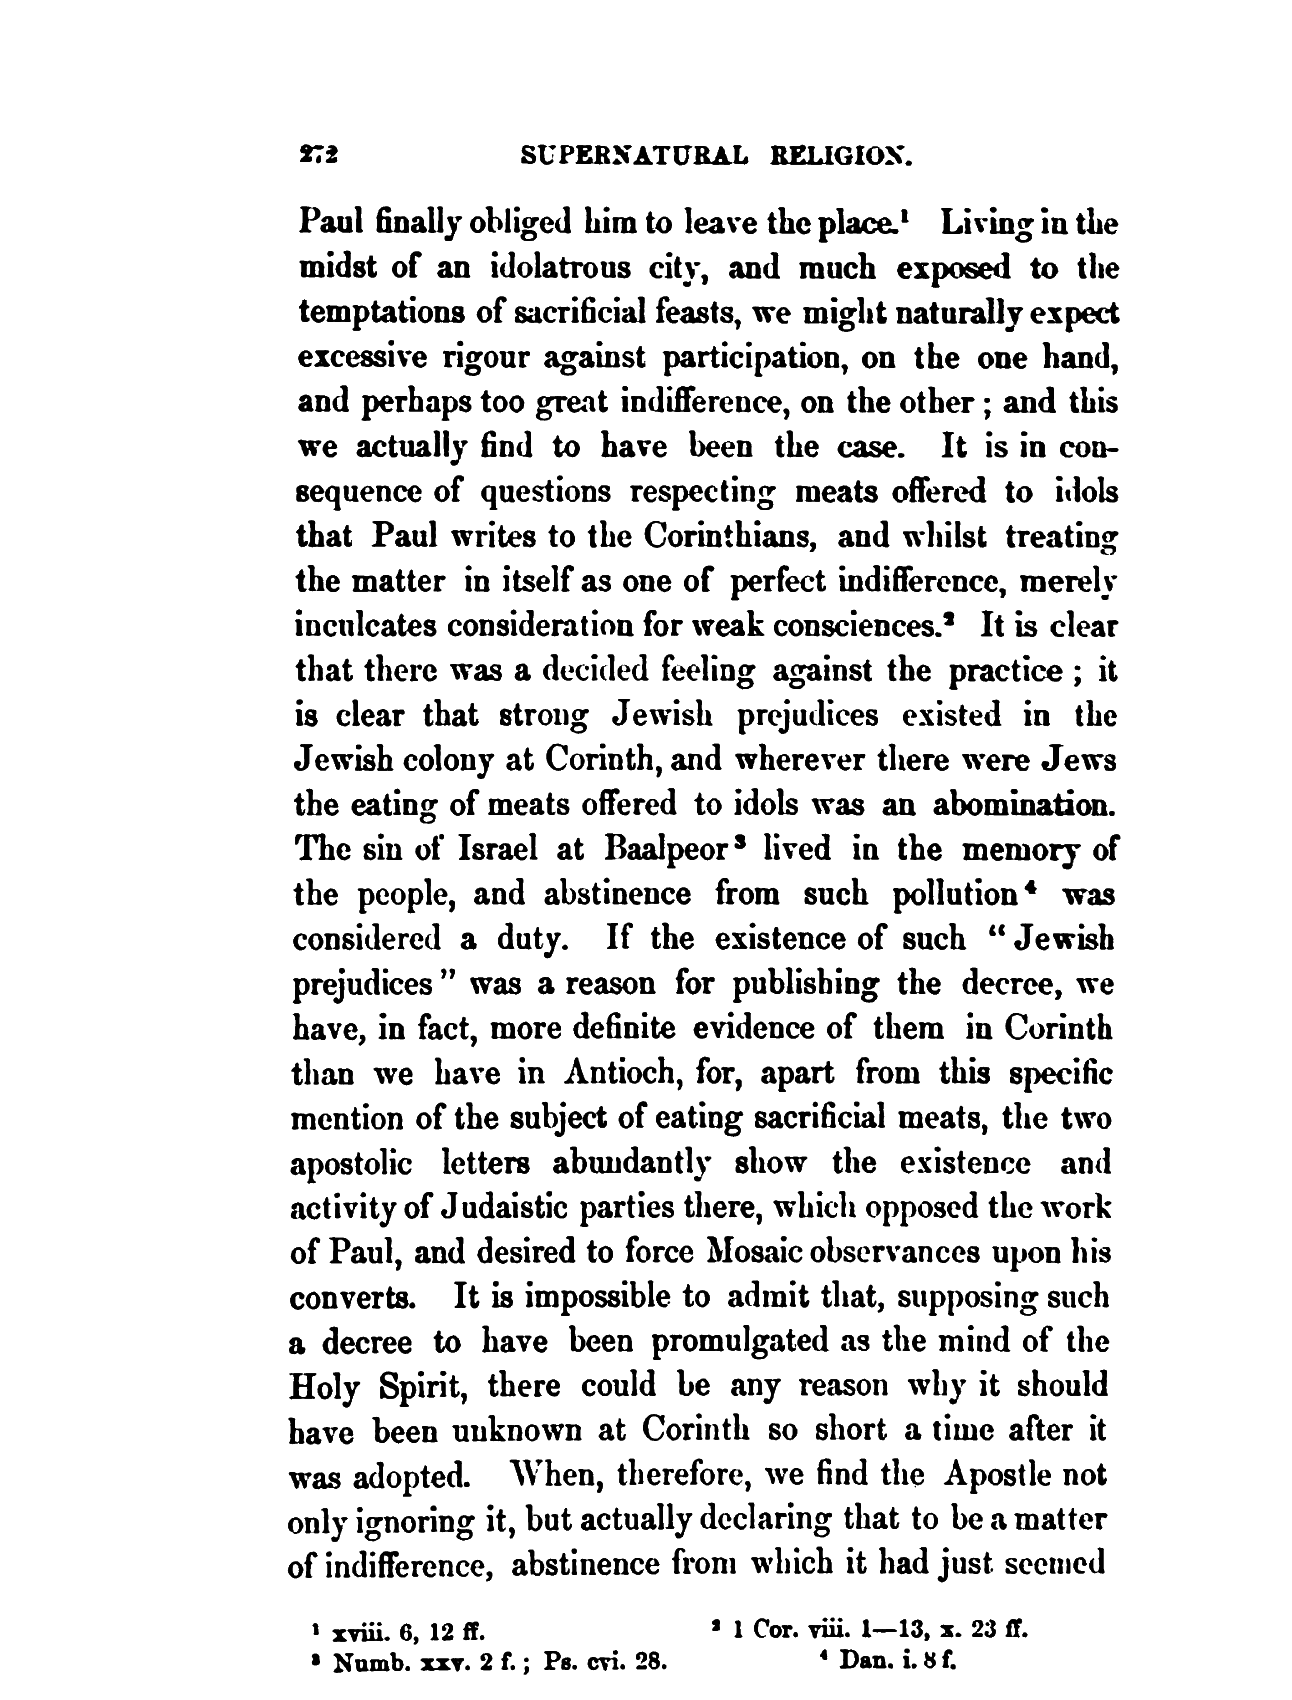 272 SUPERNATURAL RELIGION.
Paul finally obliged him to leave the place.¹ Living in the
midst of an idolatrous city, and much exposed to the
temptations of sacrificial feasts, we might naturally expect
excessive rigour against participation, on the one hand,
and perhaps too great indifference, on the other ; and this
we actually find to have been the case. It is in con-
sequence of questions respecting meats offered to idols
that Paul writes to the Corinthians, and whilst treating
the matter in itself as one of perfect indifference, merely
inculcates consideration for weak consciences.² It is clear
that there was a decided feeling against the practice ; it
is clear that strong Jewish prejudices existed in the
Jewish colony at Corinth, and wherever there were Jews
the eating of meats offered to idols was an abomination.
The sin of Israel at Baalpeor³ lived in the memory of
the people, and abstinence from such pollution⁴ was
considered a duty. If the existence of such “Jewish
prejudices” was a reason for publishing the decree, we
have, in fact, more definite evidence of them in Corinth
than we have in Antioch, for, apart from this specific
mention of the subject of eating sacrificial meats, the two
apostolic letters abundantly show the existence and
activity of Judaistic parties there, which opposed the work
of Paul, and desired to force Mosaic observances upon his
converts. It is impossible to admit that, supposing such
a decree to have been promulgated as the mind of the
Holy Spirit, there could be any reason why it should
have been unknown at Corinth so short a time after it
was adopted. When, therefore, we find the Apostle not
only ignoring it, but actually declaring that to be a matter
of indifference, abstinence from which it had just seemed
¹ xviii. 6, 12 ff. ² 1 Cor. viii. 1—13, x. 23 ff.
³ Numb. xxv. 2 f. ; Ps. cvi. 28. ⁴ Dan. i. 8 f.